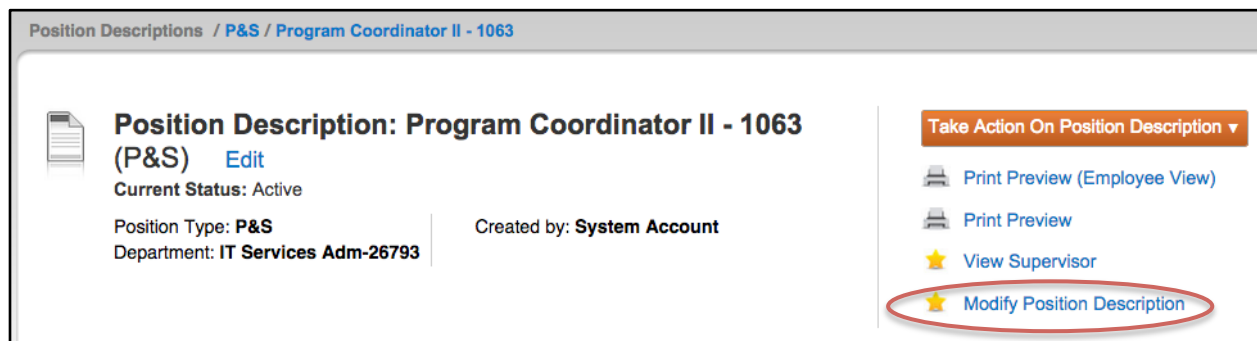 Position Descriptions / P&S / Program Coordinator II - 1063
Position Description: Program Coordinator II - 1063
(P&S) Edit
Current Status: Active
Position Type: P&S
Department: IT Services Adm-26793
Created by: System Account
Take Action On Position Description ▼
Print Preview (Employee View)
Print Preview
View Supervisor
Modify Position Description